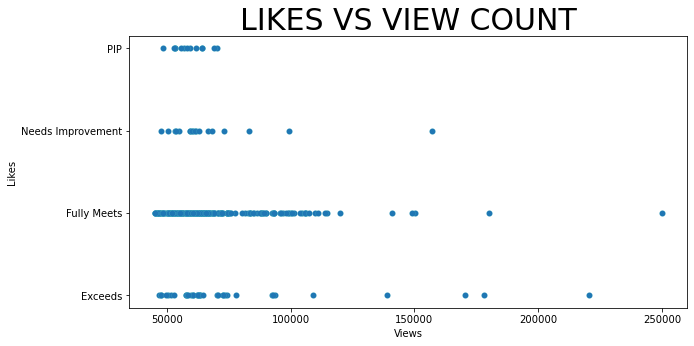 LIKES VS VIEW COUNT
PIP
Needs Improvement
Fully Meets
Exceeds
Likes
50000
100000
150000
200000
250000
Views